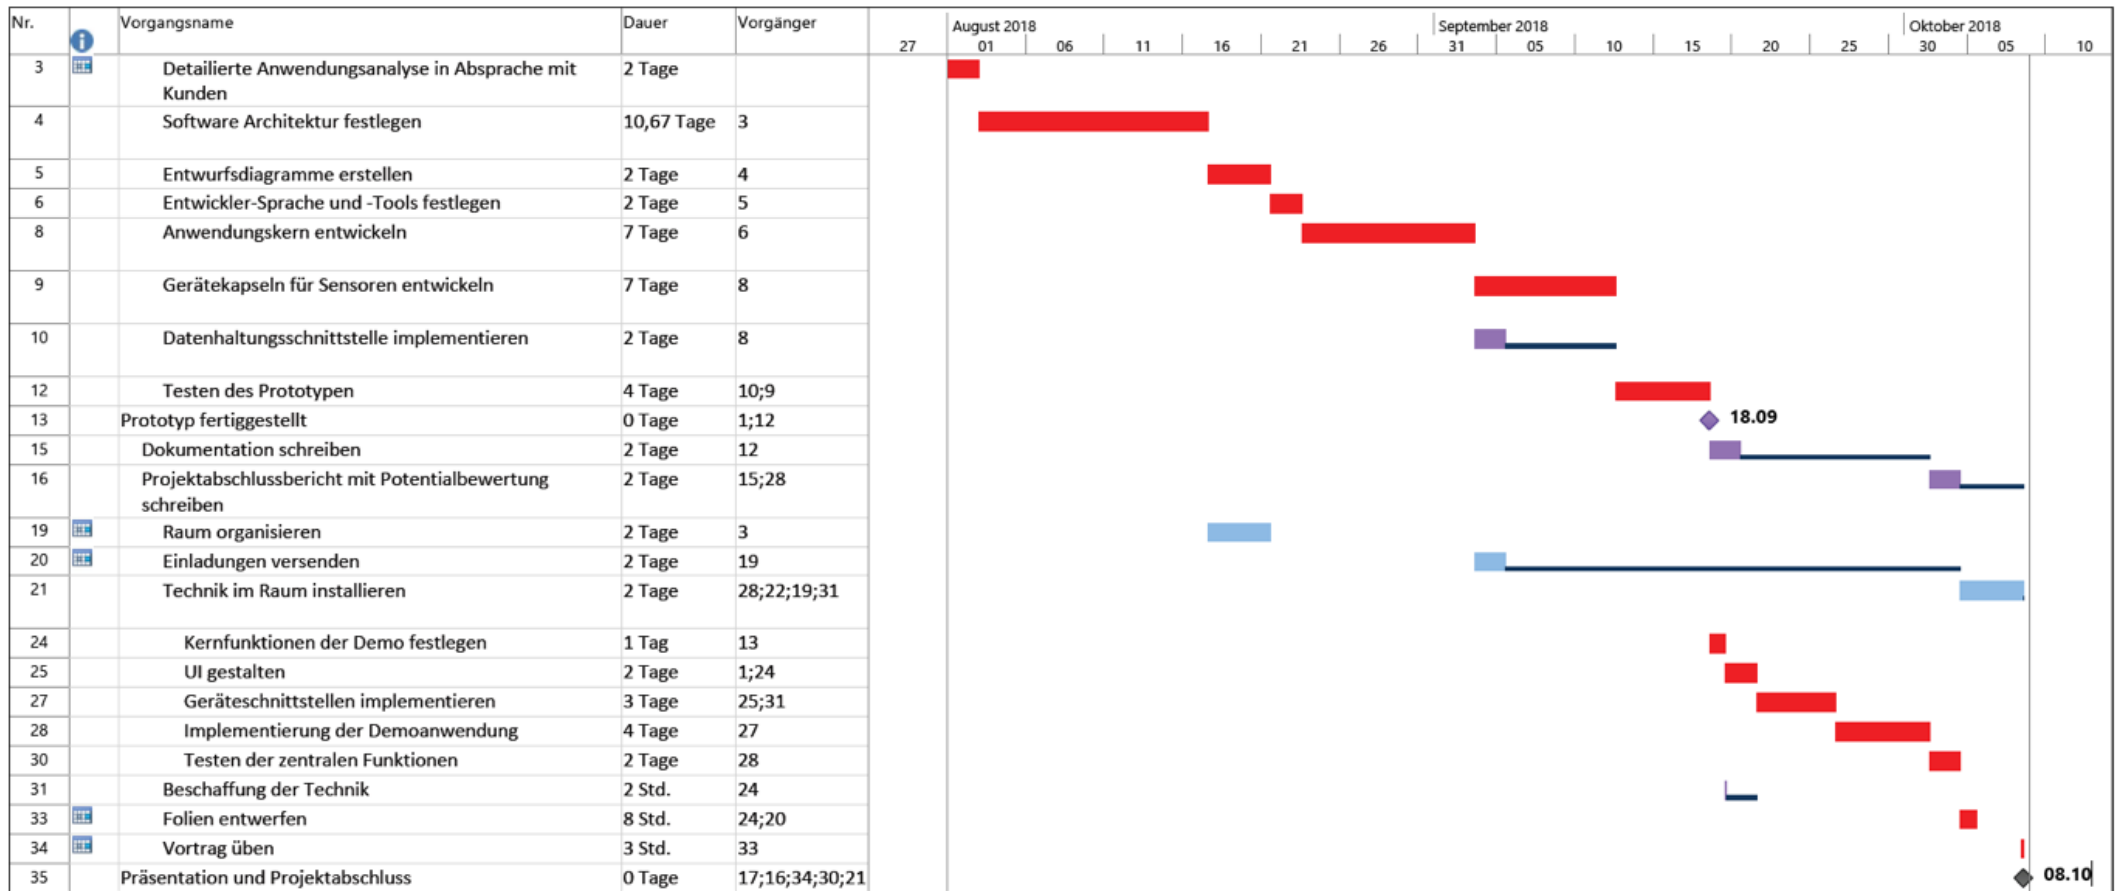 Nr. Vorgangsname Dauer Vorgänger
August 2018 September 2018 Oktober 2018
27 01 06 11 16 21 26 31 05 10 15 20 25 30 05 10
3 Detailierte Anwendungsanalyse in Absprache mit 2 Tage
Kunden
4 Software Architektur festlegen 10,67 Tage 3
5 Entwurfsdiagramme erstellen 2 Tage 4
6 Entwickler-Sprache und -Tools festlegen 2 Tage 5
8 Anwendungskern entwickeln 7 Tage 6
9 Gerätekapseln für Sensoren entwickeln 7 Tage 8
10 Datenhaltungsschnittstelle implementieren 2 Tage 8
12 Testen des Prototypen 4 Tage 10;9
13 Prototyp fertiggestellt 0 Tage 1;12 18.09
15 Dokumentation schreiben 2 Tage 12
16 Projektabschlussbericht mit Potentialbewertung 2 Tage 15;28
schreiben
19 Raum organisieren 2 Tage 3
20 Einladungen versenden 2 Tage 19
21 Technik im Raum installieren 2 Tage 28;22;19;31
24 Kernfunktionen der Demo festlegen 1 Tag 13
25 UI gestalten 2 Tage 1;24
27 Geräteschnittstellen implementieren 3 Tage 25;31
28 Implementierung der Demoanwendung 4 Tage 27
30 Testen der zentralen Funktionen 2 Tage 28
31 Beschaffung der Technik 2 Std. 24
33 Folien entwerfen 8 Std. 24;20
34 Vortrag üben 3 Std. 33
35 Präsentation und Projektabschluss 0 Tage 17;16;34;30;21 08.10